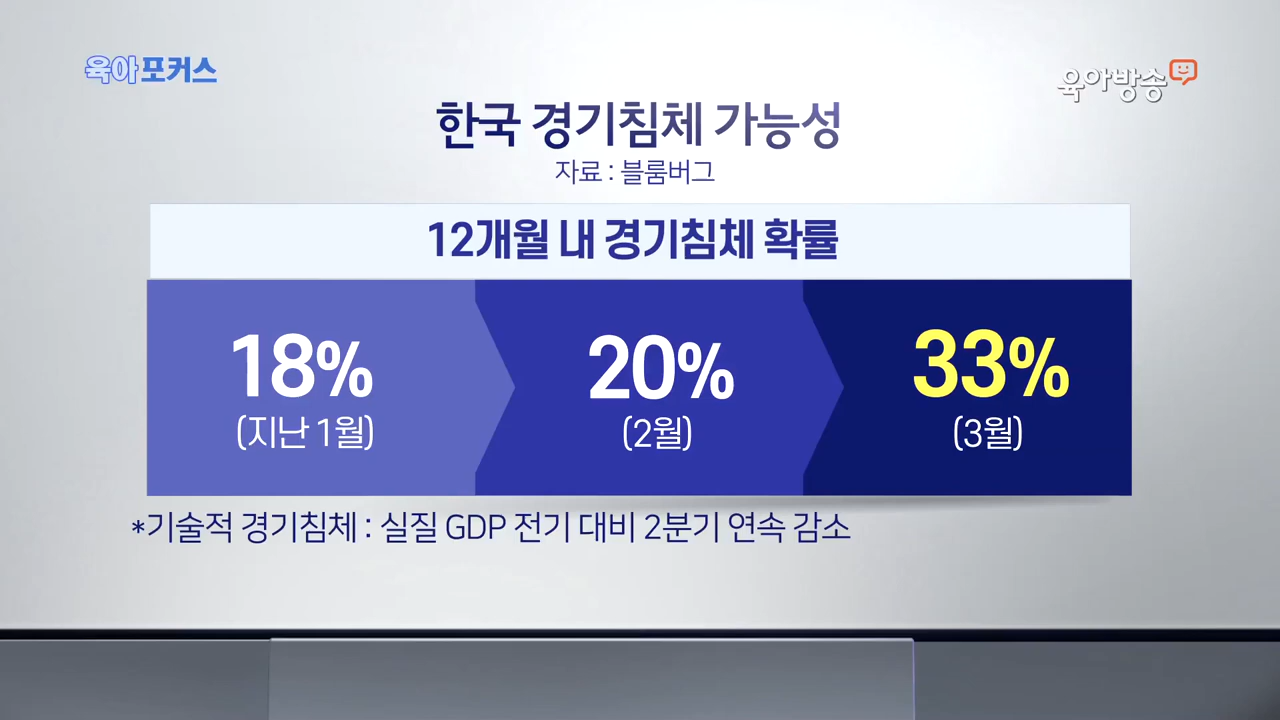 육아포커스
육아방송
한국 경기침체 가능성
자료 : 블룸버그
12개월 내 경기침체 확률
18%
(지난 1월)
20%
(2월)
33%
(3월)
*기술적 경기침체 : 실질 GDP 전기 대비 2분기 연속 감소